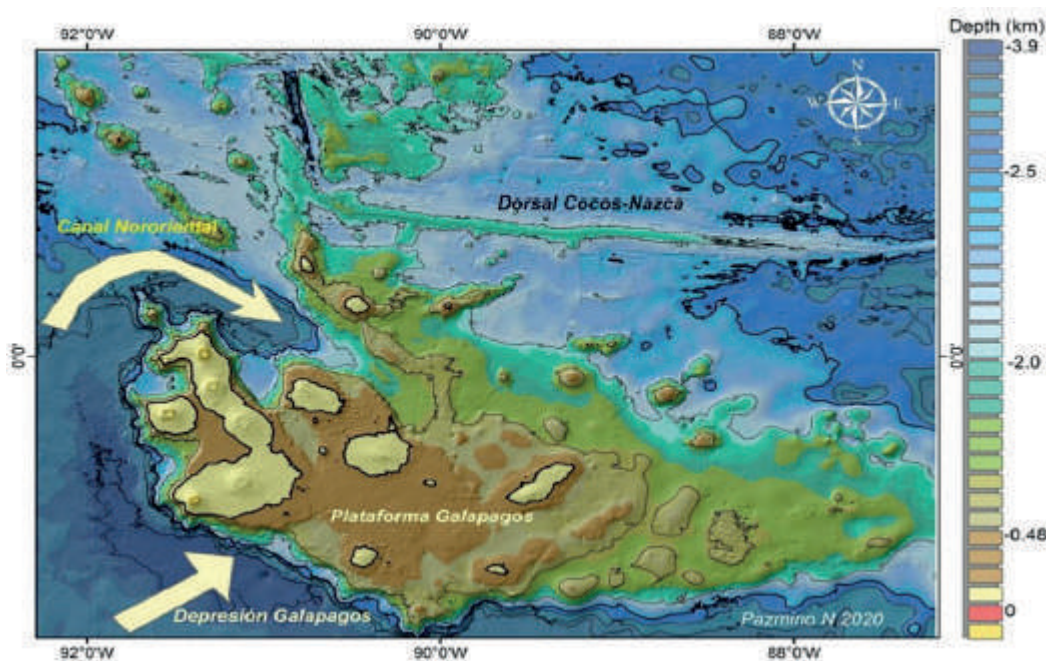 92°0'W 90°0'W 88°0'W
Depth (km)
-3.9
N
W E
S
-2.5
Dorsal Cocos-Nazca
Canal Nororiental
0°0' 0°0'
-2.0
Plataforma Galapagos
-0.48
Depresión Galapagos
Pazmino N 2020
0
92°0'W 90°0'W 88°0'W